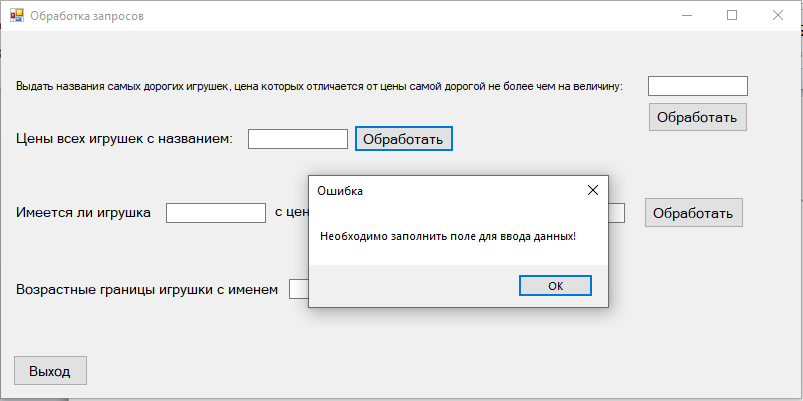 Обработка запросов
Выдать названия самых дорогих игрушек, цена которых отличается от цены самой дорогой не более чем на величину:
Обработать
Цены всех игрушек с названием:
Обработать
Ошибка
Имеется ли игрушка
с цен
Обработать
Необходимо заполнить поле для ввода данных!
Возрастные границы игрушки с именем
OK
Выход